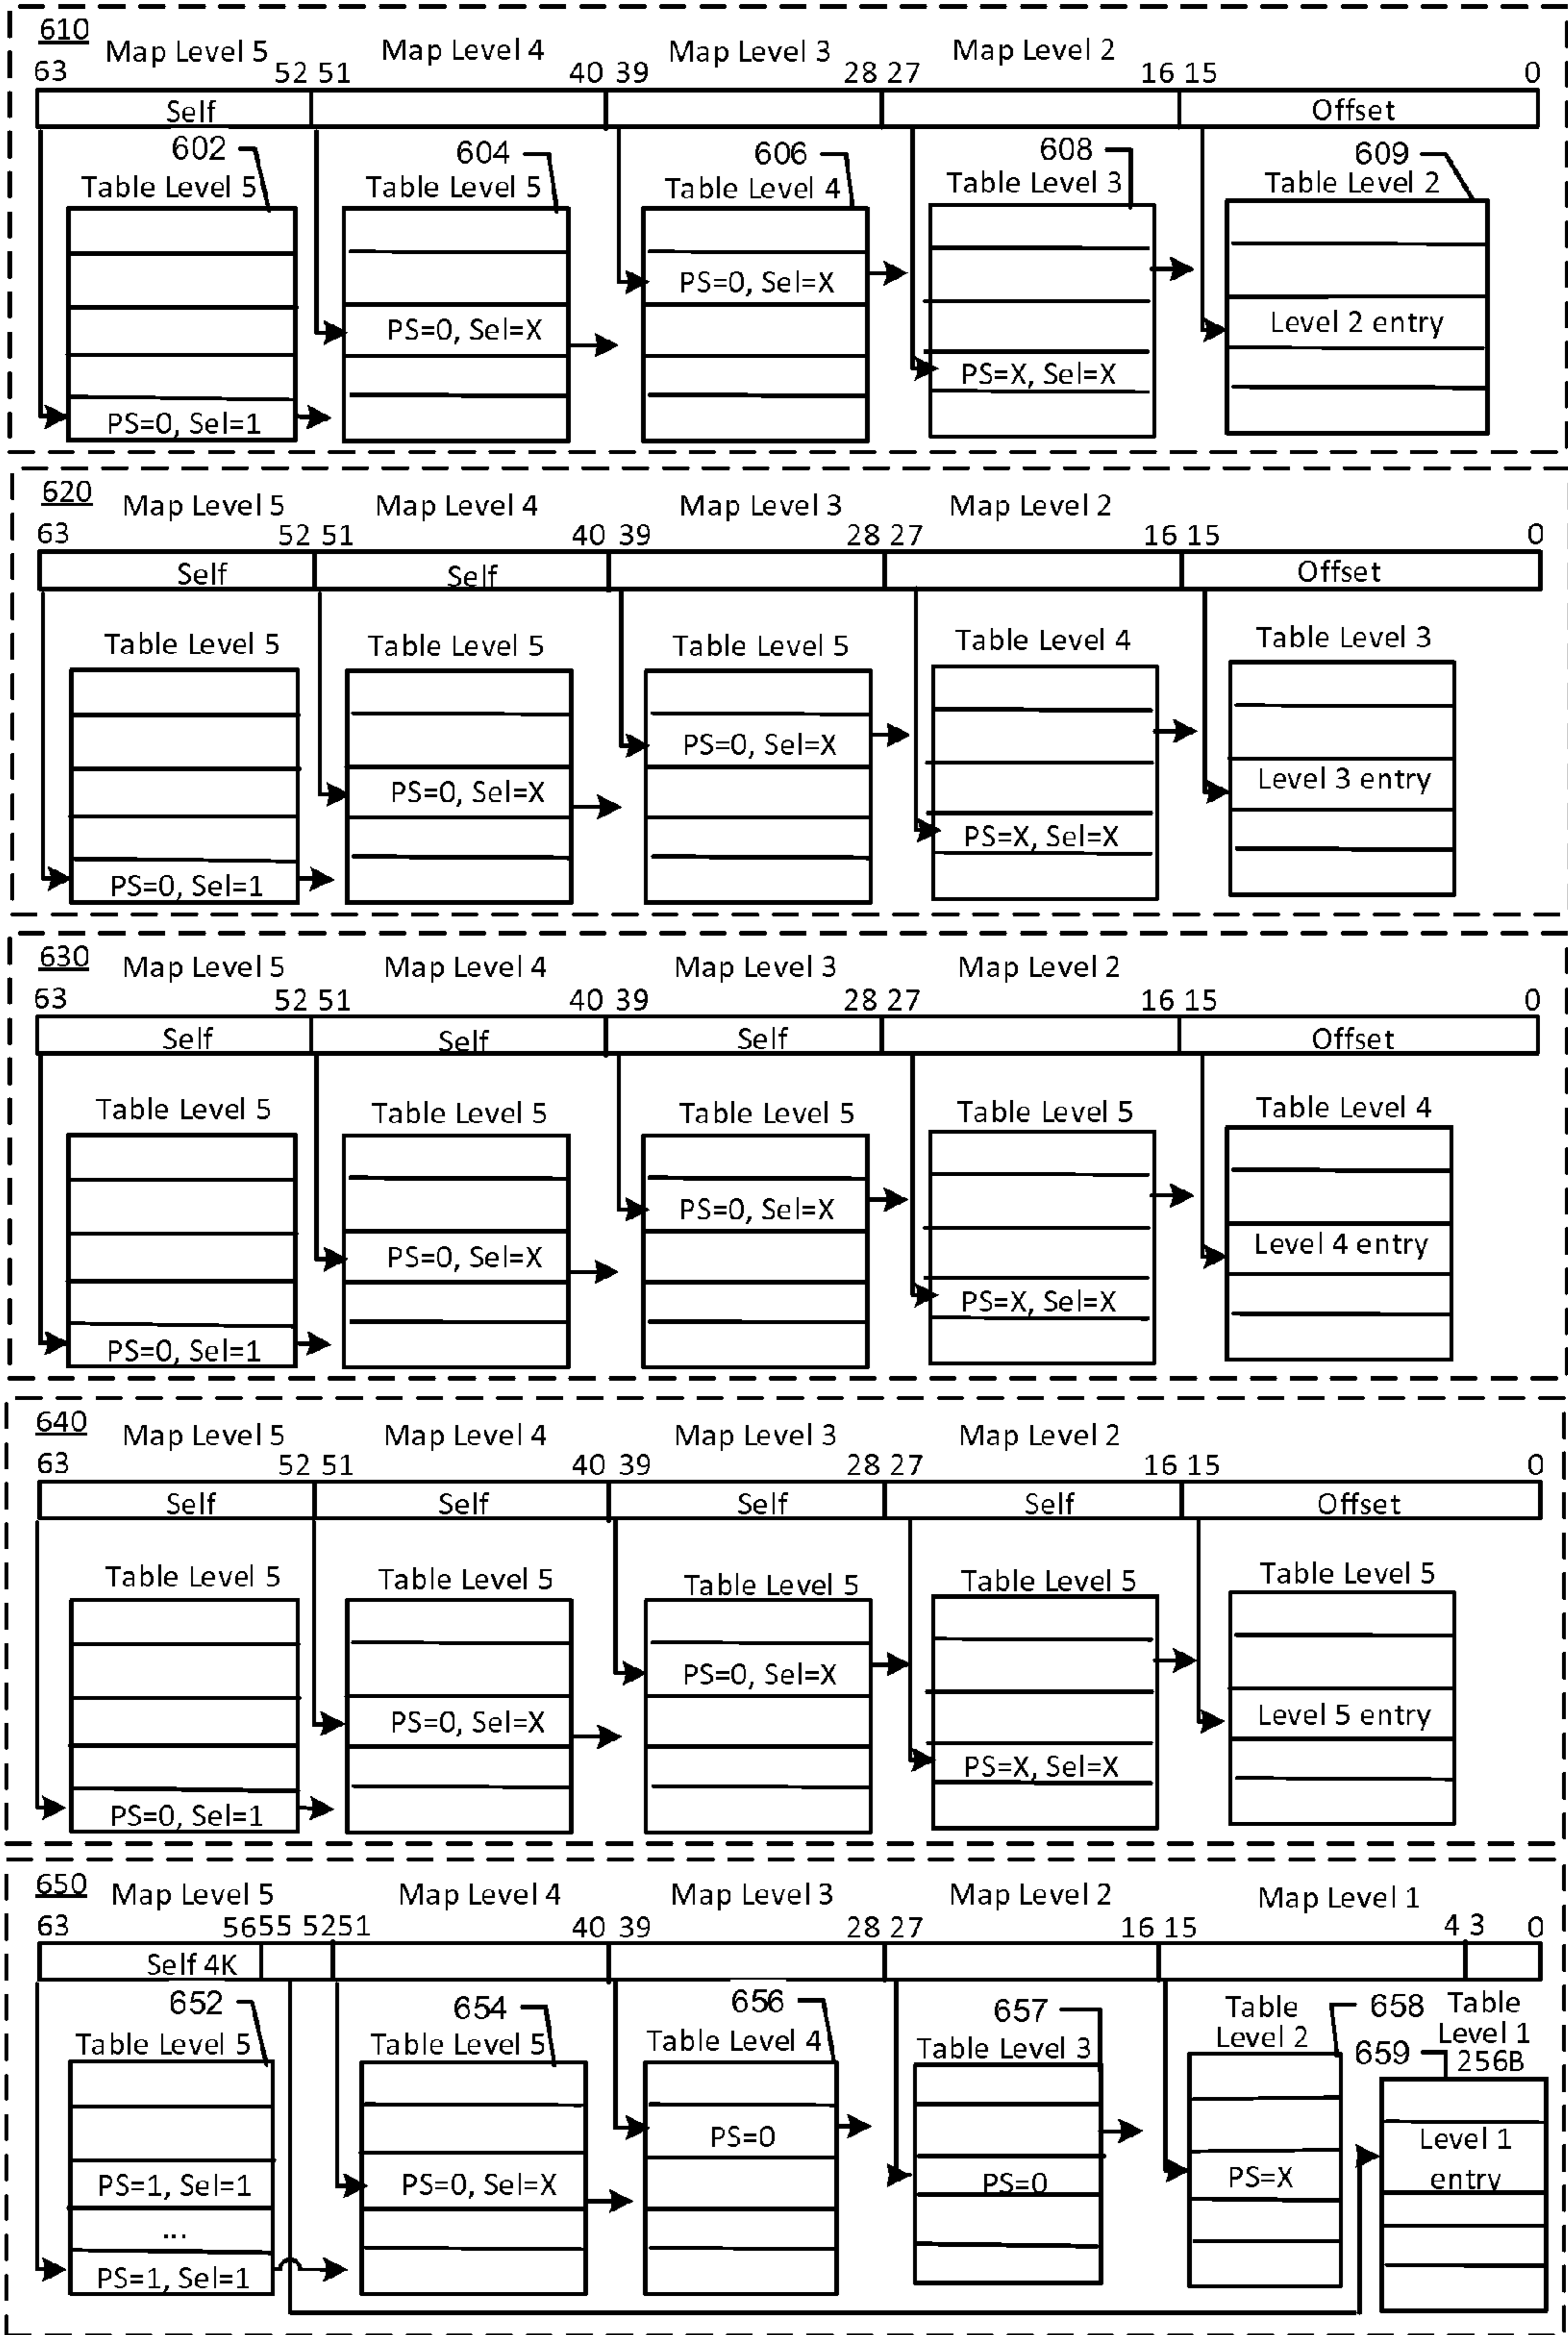 610
Map Level 5 Map Level 4 Map Level 3 Map Level 2
63 52 51 40 39 28 27 16 15 0
Self Offset
602 604 606 608 609
Table Level 5 Table Level 5 Table Level 4 Table Level 3 Table Level 2
PS=0, Sel=X
Level 2 entry
PS=0, Sel=X
PS=X, Sel=X
PS=0, Sel=1
620
Map Level 5 Map Level 4 Map Level 3 Map Level 2
63 52 51 40 39 28 27 16 15 0
Self Self Offset
Table Level 5 Table Level 5 Table Level 5 Table Level 4 Table Level 3
PS=0, Sel=X
Level 3 entry
PS=0, Sel=X
PS=X, Sel=X
PS=0, Sel=1
630
Map Level 5 Map Level 4 Map Level 3 Map Level 2
63 52 51 40 39 28 27 16 15 0
Self Self Self Offset
Table Level 5 Table Level 5 Table Level 5 Table Level 5 Table Level 4
PS=0, Sel=X
Level 4 entry
PS=0, Sel=X
PS=X, Sel=X
PS=0, Sel=1
640
Map Level 5 Map Level 4 Map Level 3 Map Level 2
63 52 51 40 39 28 27 16 15 0
Self Self Self Self Offset
Table Level 5 Table Level 5 Table Level 5 Table Level 5 Table Level 5
PS=0, Sel=X
Level 5 entry
PS=0, Sel=X
PS=X, Sel=X
PS=0, Sel=1
650
Map Level 5 Map Level 4 Map Level 3 Map Level 2 Map Level 1
63 56 55 52 51 40 39 28 27 16 15 4 3 0
Self 4K
652 654 656 657 658 659
Table Level 5 Table Level 5 Table Level 4 Table Level 3
Table
Level 2
Table
Level 1
256B
PS=0
Level 1
entry
PS=1, Sel=1 PS=0, Sel=X PS=0 PS=X
...
PS=1, Sel=1